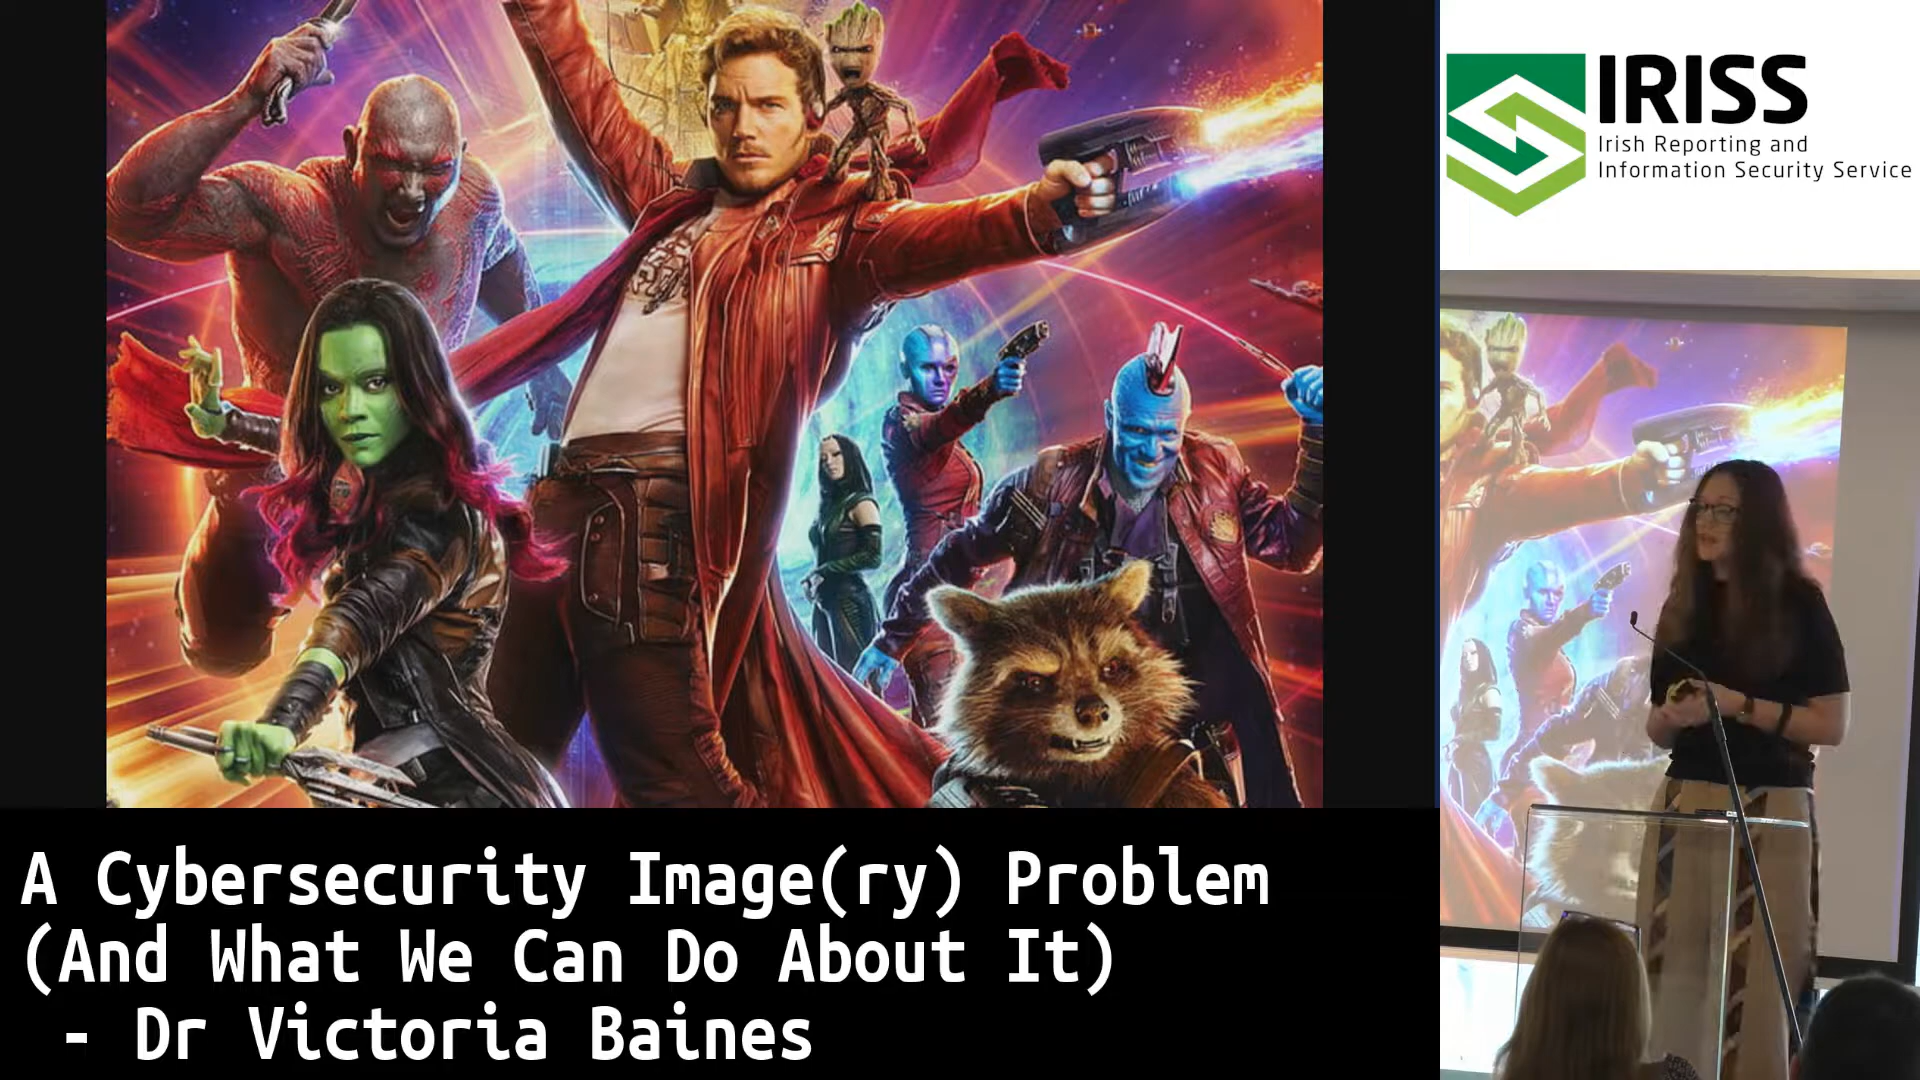 IRISS
Irish Reporting and
Information Security Service
A Cybersecurity Image(ry) Problem
(And What We Can Do About It)
- Dr Victoria Baines